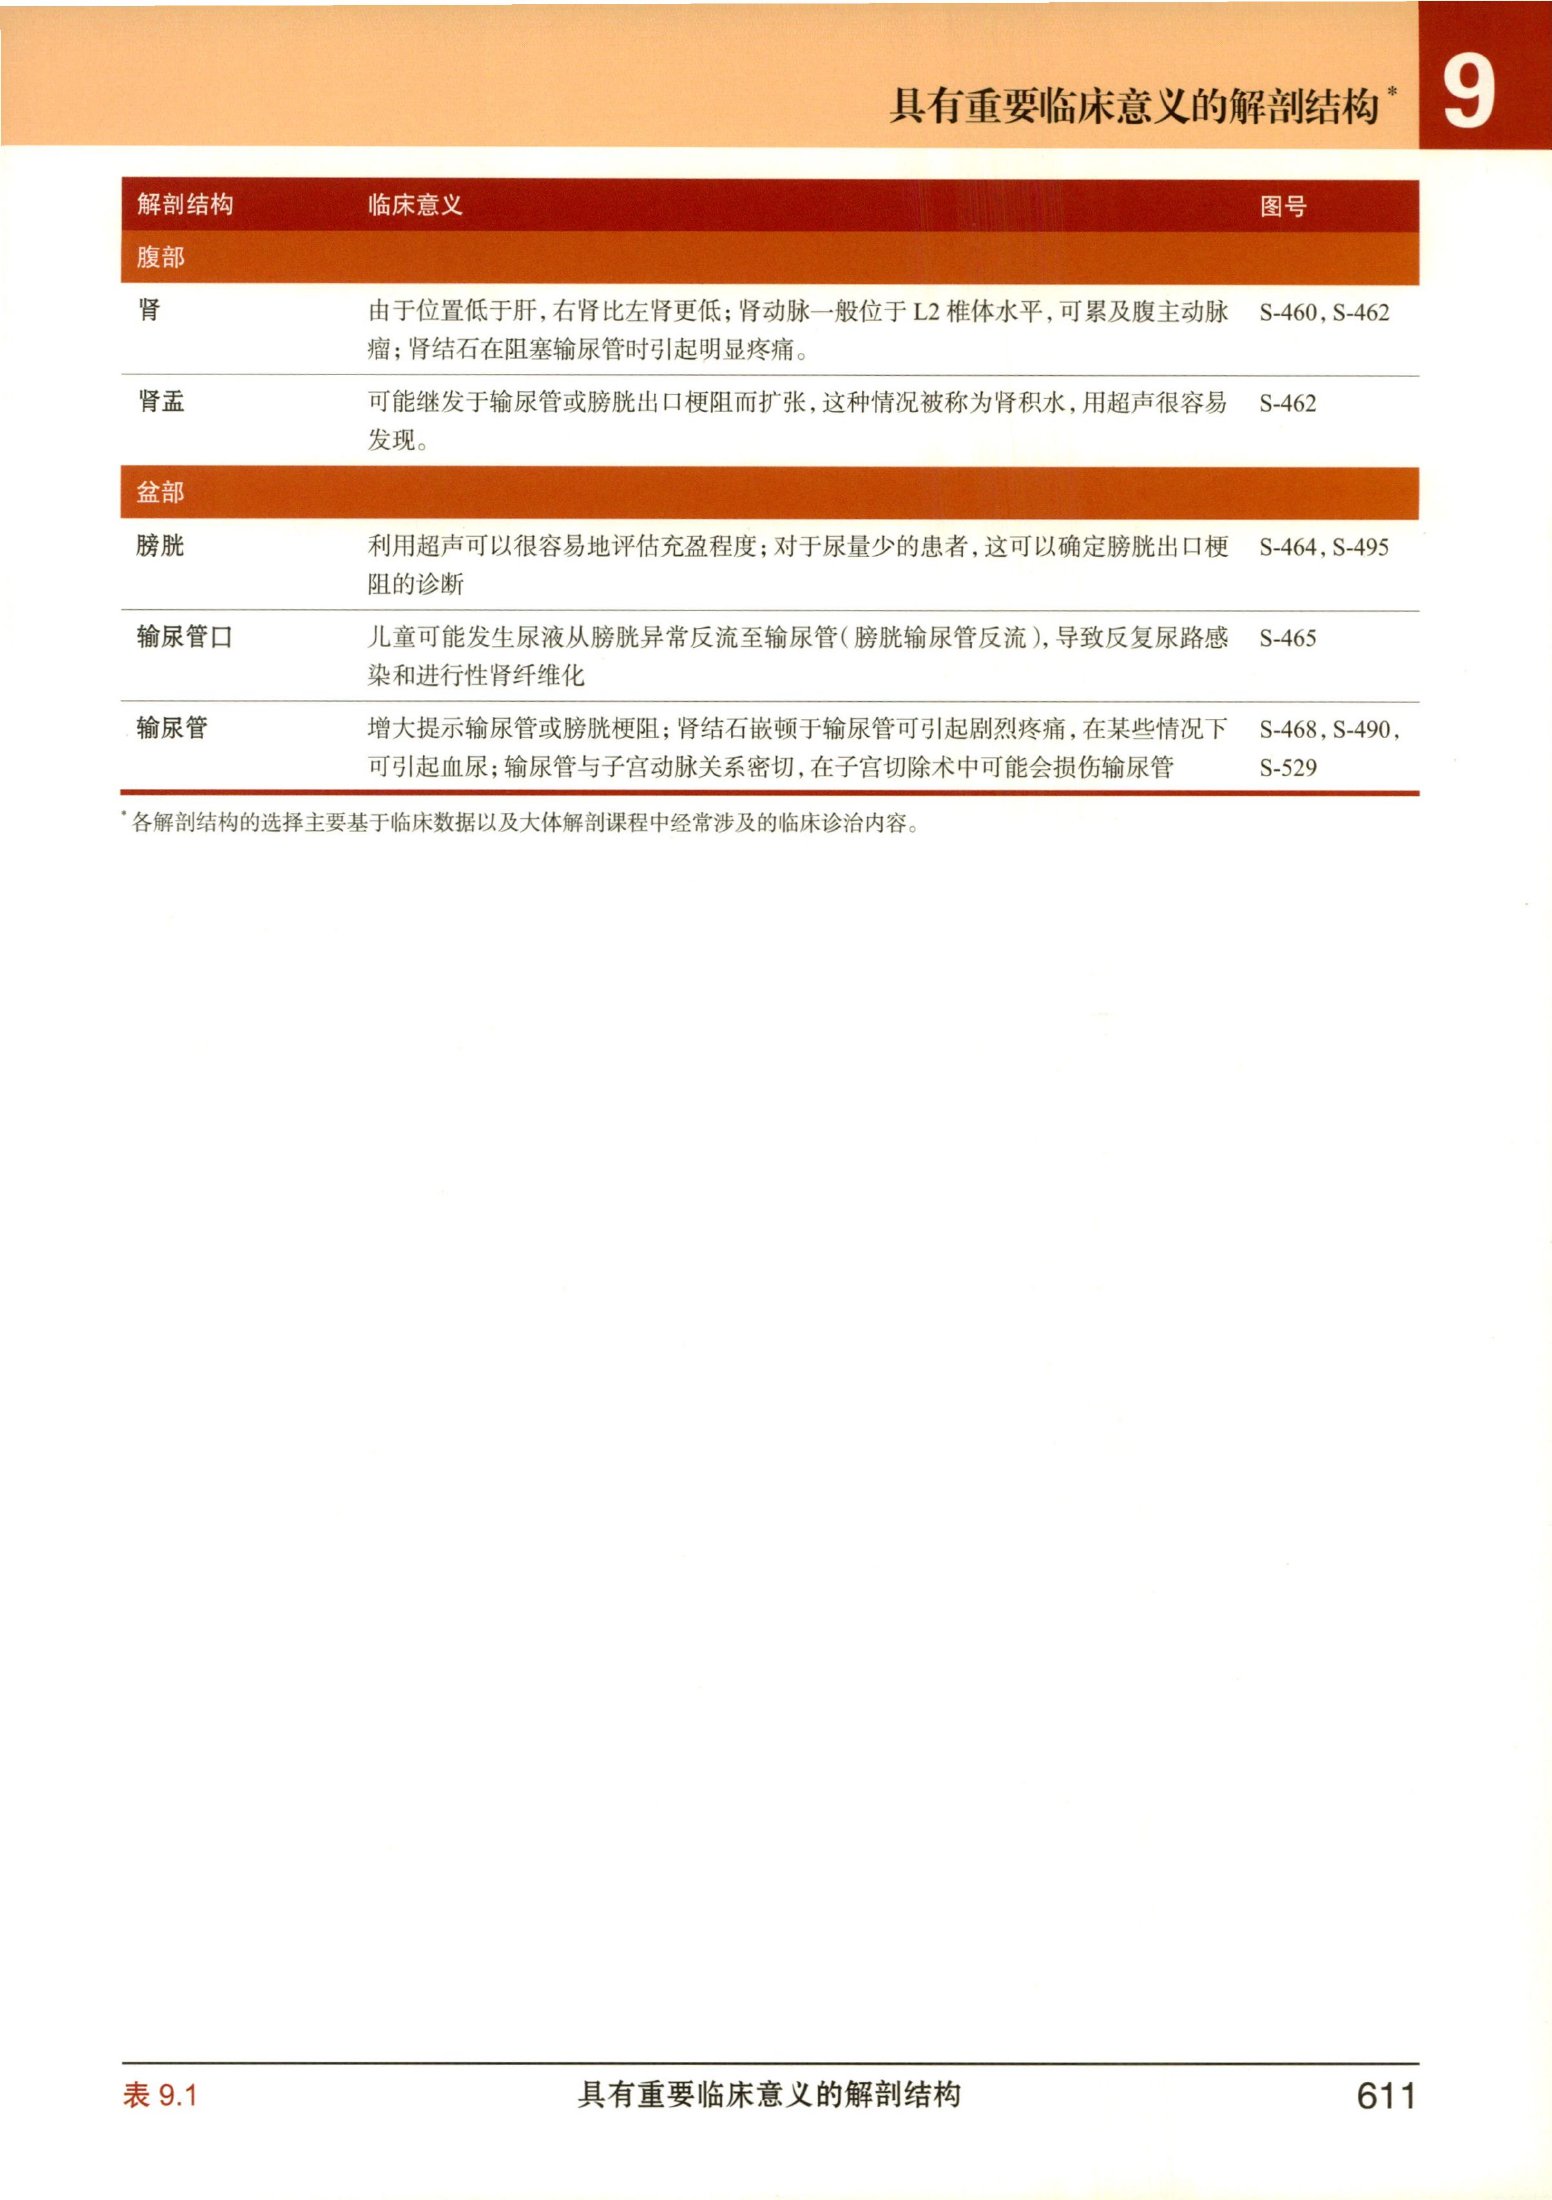 具有重要临床意义的解剖结构* 9
解剖结构 临床意义 图号
腹部
肾 由于位置低于肝，右肾比左肾更低；肾动脉一般位于 L2 椎体水平，可累及腹主动脉 S-460, S-462
瘤；肾结石在阻塞输尿管时引起明显疼痛。
肾盂 可能继发于输尿管或膀胱出口梗阻而扩张，这种情况被称为肾积水，用超声很容易 S-462
发现。
盆部
膀胱 利用超声可以很容易地评估充盈程度；对于尿量少的患者，这可以确定膀胱出口梗 S-464, S-495
阻的诊断
输尿管口 儿童可能发生尿液从膀胱异常反流至输尿管（膀胱输尿管反流），导致反复尿路感 S-465
染和进行性肾纤维化
输尿管 增大提示输尿管或膀胱梗阻；肾结石嵌顿于输尿管可引起剧烈疼痛，在某些情况下 S-468, S-490,
可引起血尿；输尿管与子宫动脉关系密切，在子宫切除术中可能会损伤输尿管 S-529
*各解剖结构的选择主要基于临床数据以及大体解剖课程中经常涉及的临床诊治内容。
表 9.1 具有重要临床意义的解剖结构 611